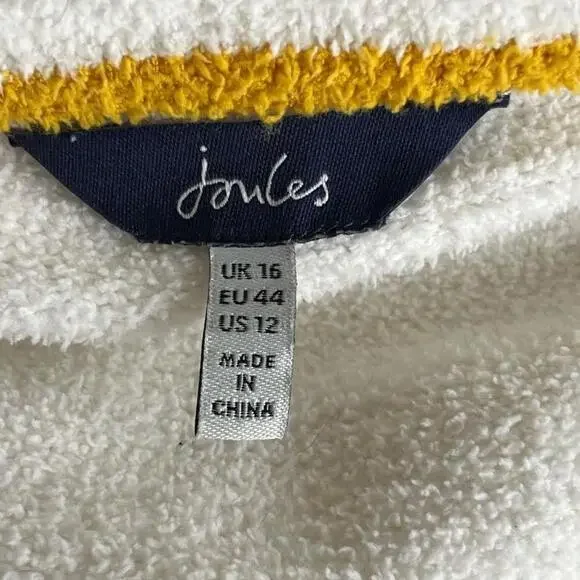 joules
UK 16
EU 44
US 12
MADE
IN
CHINA